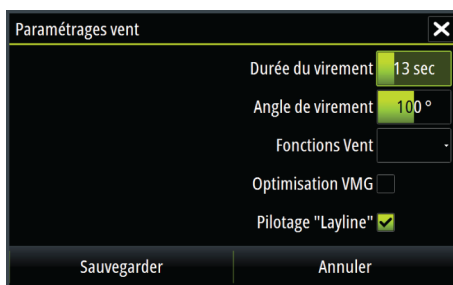 Paramétrages vent
Durée du virement 13 sec
Angle de virement 100 °
Fonctions Vent
Optimisation VMG
Pilotage "Layline"
Sauvegarder Annuler